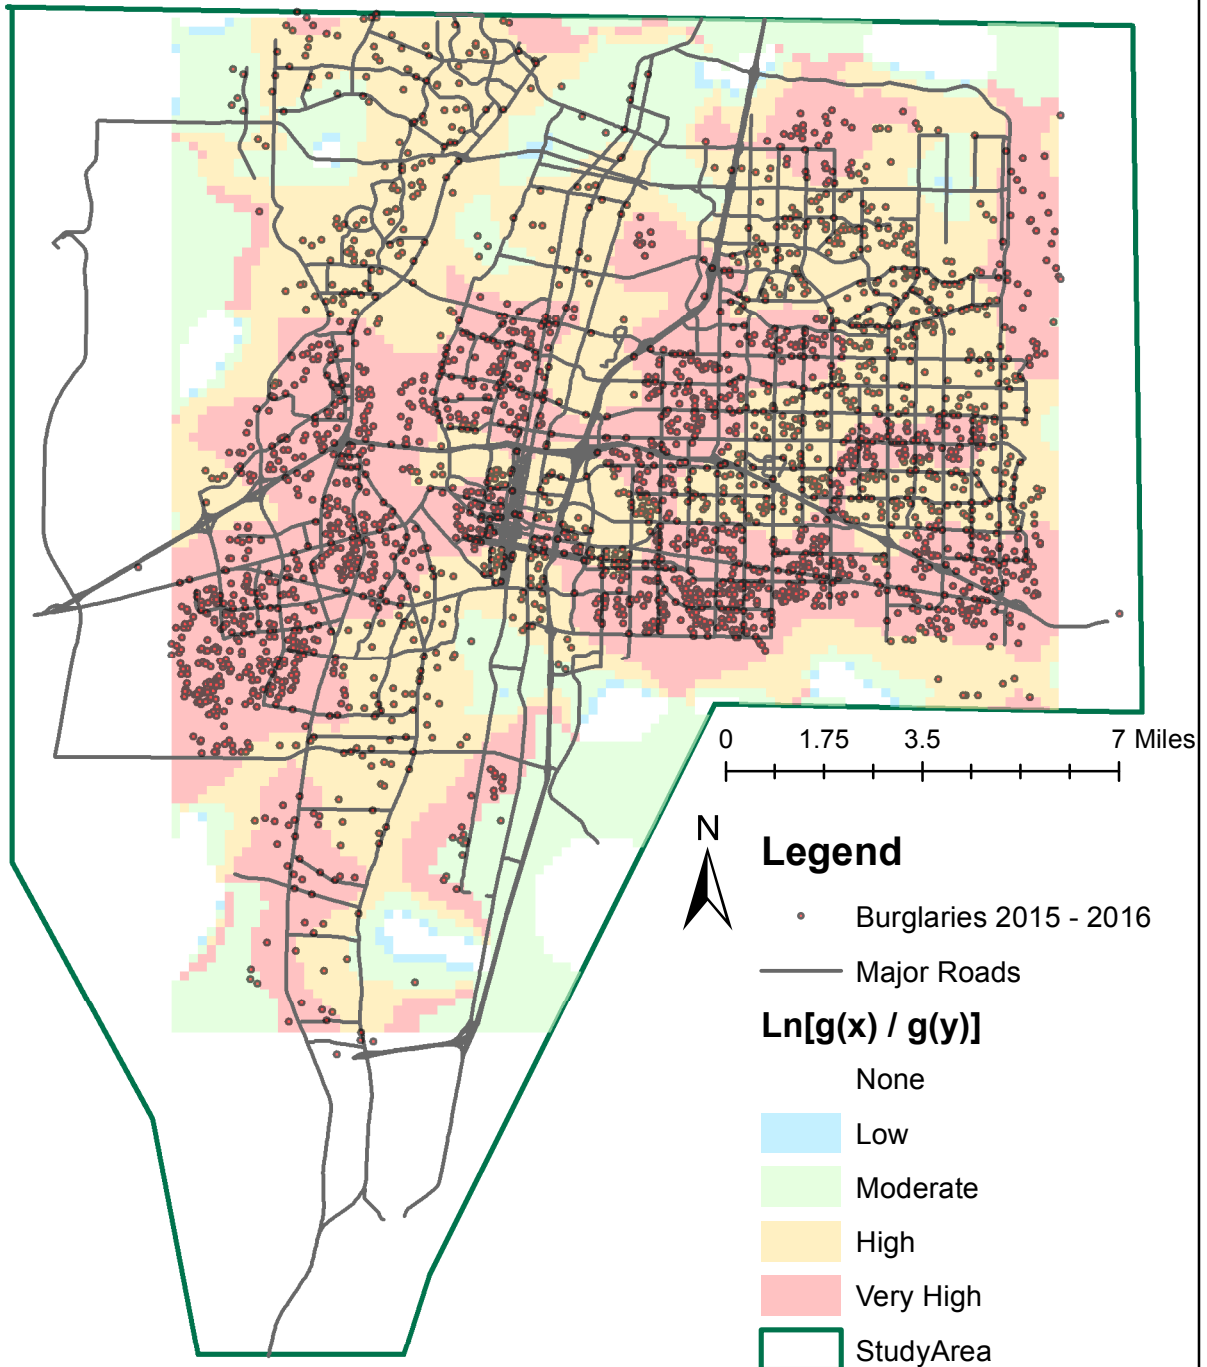 0 1.75 3.5 7 Miles
N
Legend
Burglaries 2015 - 2016
Major Roads
Ln[g(x) / g(y)]
None
Low
Moderate
High
Very High
StudyArea